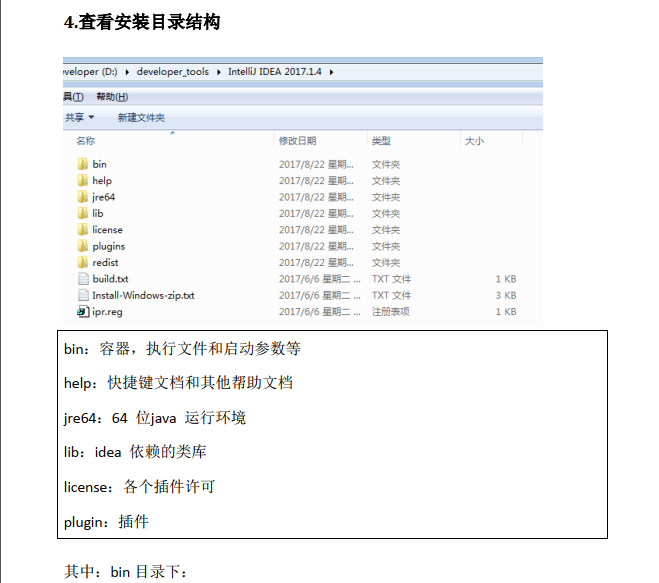 4.查看安装目录结构
veloper (D:) ▸ developer_tools ▸ IntelliJ IDEA 2017.1.4 ▸
具(T) 帮助(H)
共享 ▼ 新建文件夹
名称 修改日期 类型 大小
bin 2017/8/22 星期... 文件夹
help 2017/8/22 星期... 文件夹
jre64 2017/8/22 星期... 文件夹
lib 2017/8/22 星期... 文件夹
license 2017/8/22 星期... 文件夹
plugins 2017/8/22 星期... 文件夹
redist 2017/8/22 星期... 文件夹
build.txt 2017/6/6 星期二 ... TXT 文件 1 KB
Install-Windows-zip.txt 2017/6/6 星期二 ... TXT 文件 3 KB
ipr.reg 2017/6/6 星期二 ... 注册表项 1 KB
bin：容器，执行文件和启动参数等
help：快捷键文档和其他帮助文档
jre64：64 位java 运行环境
lib：idea 依赖的类库
license：各个插件许可
plugin：插件
其中：bin 目录下：